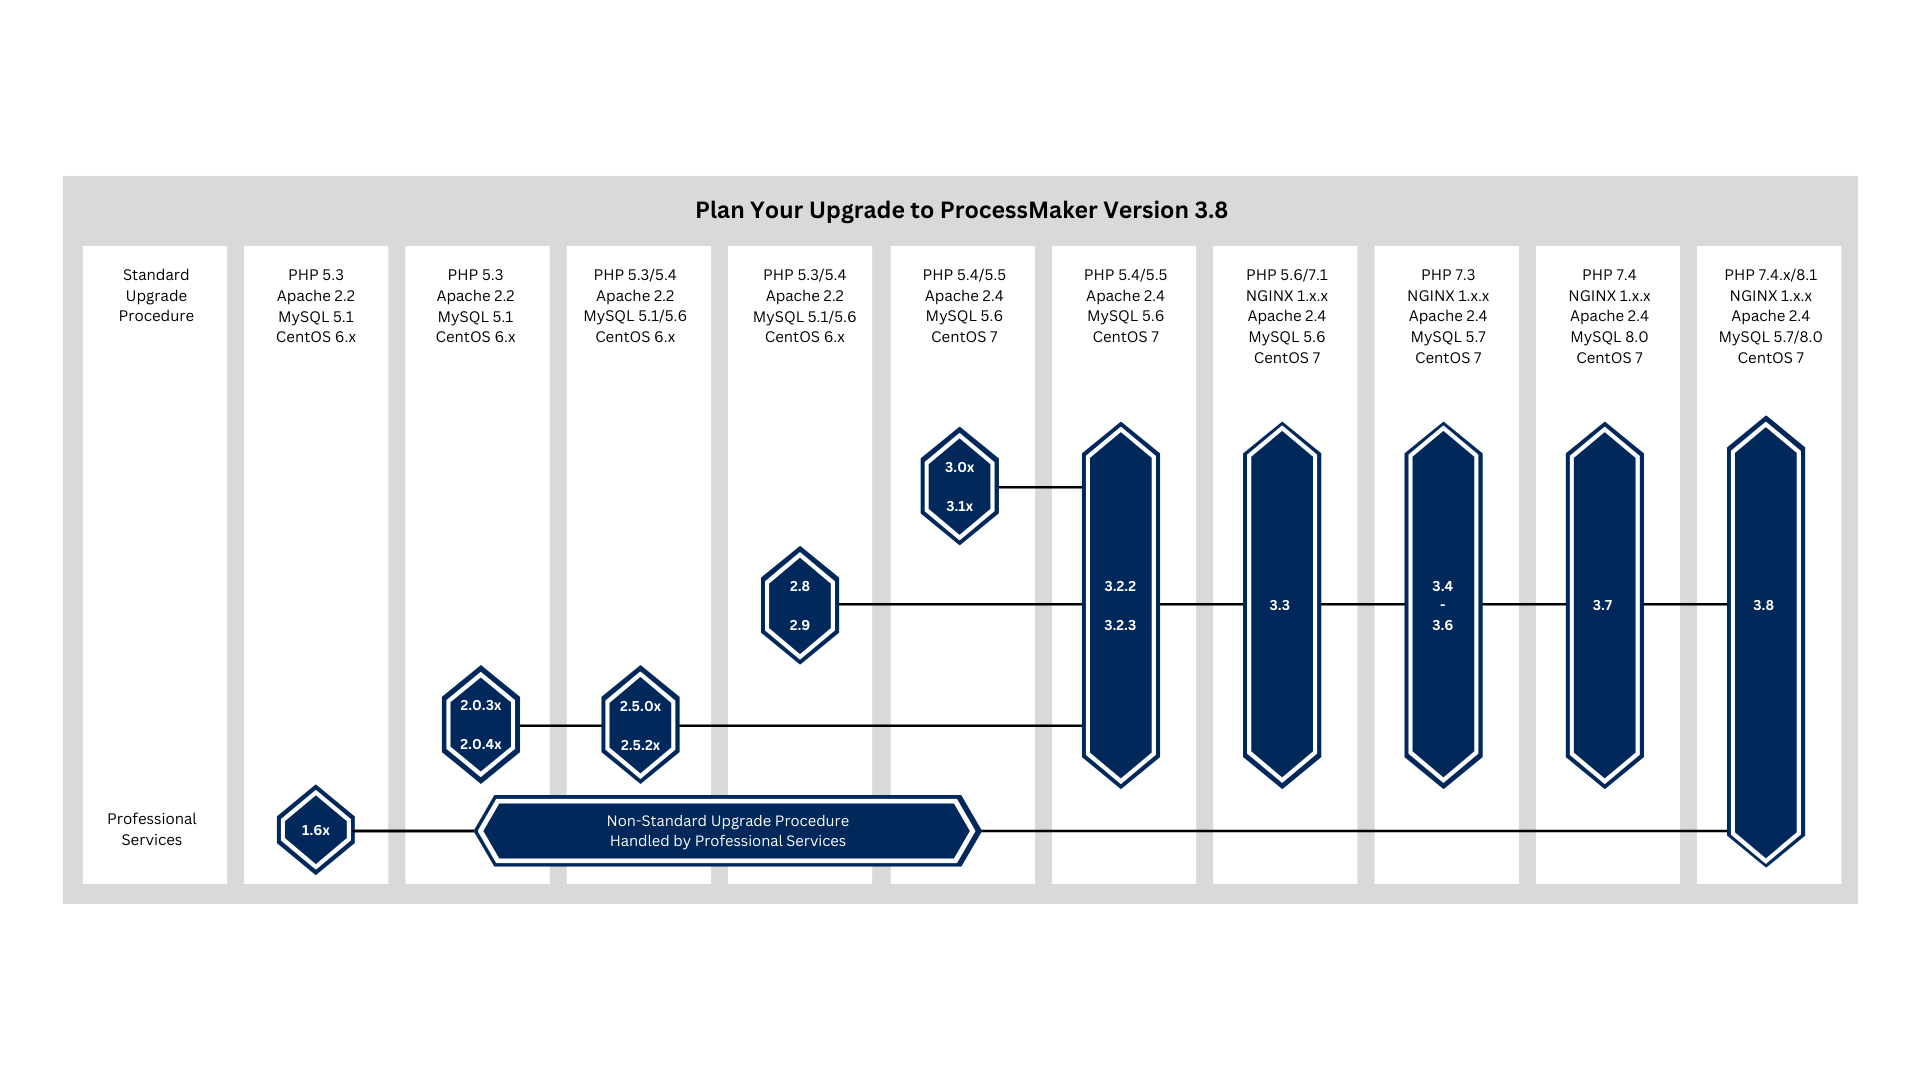 Plan Your Upgrade to ProcessMaker Version 3.8
Standard
Upgrade
Procedure
PHP 5.3
Apache 2.2
MySQL 5.1
CentOS 6.x
PHP 5.3
Apache 2.2
MySQL 5.1
CentOS 6.x
PHP 5.3/5.4
Apache 2.2
MySQL 5.1/5.6
CentOS 6.x
PHP 5.3/5.4
Apache 2.2
MySQL 5.1/5.6
CentOS 6.x
PHP 5.4/5.5
Apache 2.4
MySQL 5.6
CentOS 7
PHP 5.4/5.5
Apache 2.4
MySQL 5.6
CentOS 7
PHP 5.6/7.1
NGINX 1.x.x
Apache 2.4
MySQL 5.6
CentOS 7
PHP 7.3
NGINX 1.x.x
Apache 2.4
MySQL 5.7
CentOS 7
PHP 7.4
NGINX 1.x.x
Apache 2.4
MySQL 8.0
CentOS 7
PHP 7.4.x/8.1
NGINX 1.x.x
Apache 2.4
MySQL 5.7/8.0
CentOS 7
3.0x
3.1x
2.8
2.9
3.2.2
3.2.3
3.3
3.4
-
3.6
3.7
3.8
2.0.3x
2.0.4x
2.5.0x
2.5.2x
Professional
Services
1.6x
Non-Standard Upgrade Procedure
Handled by Professional Services